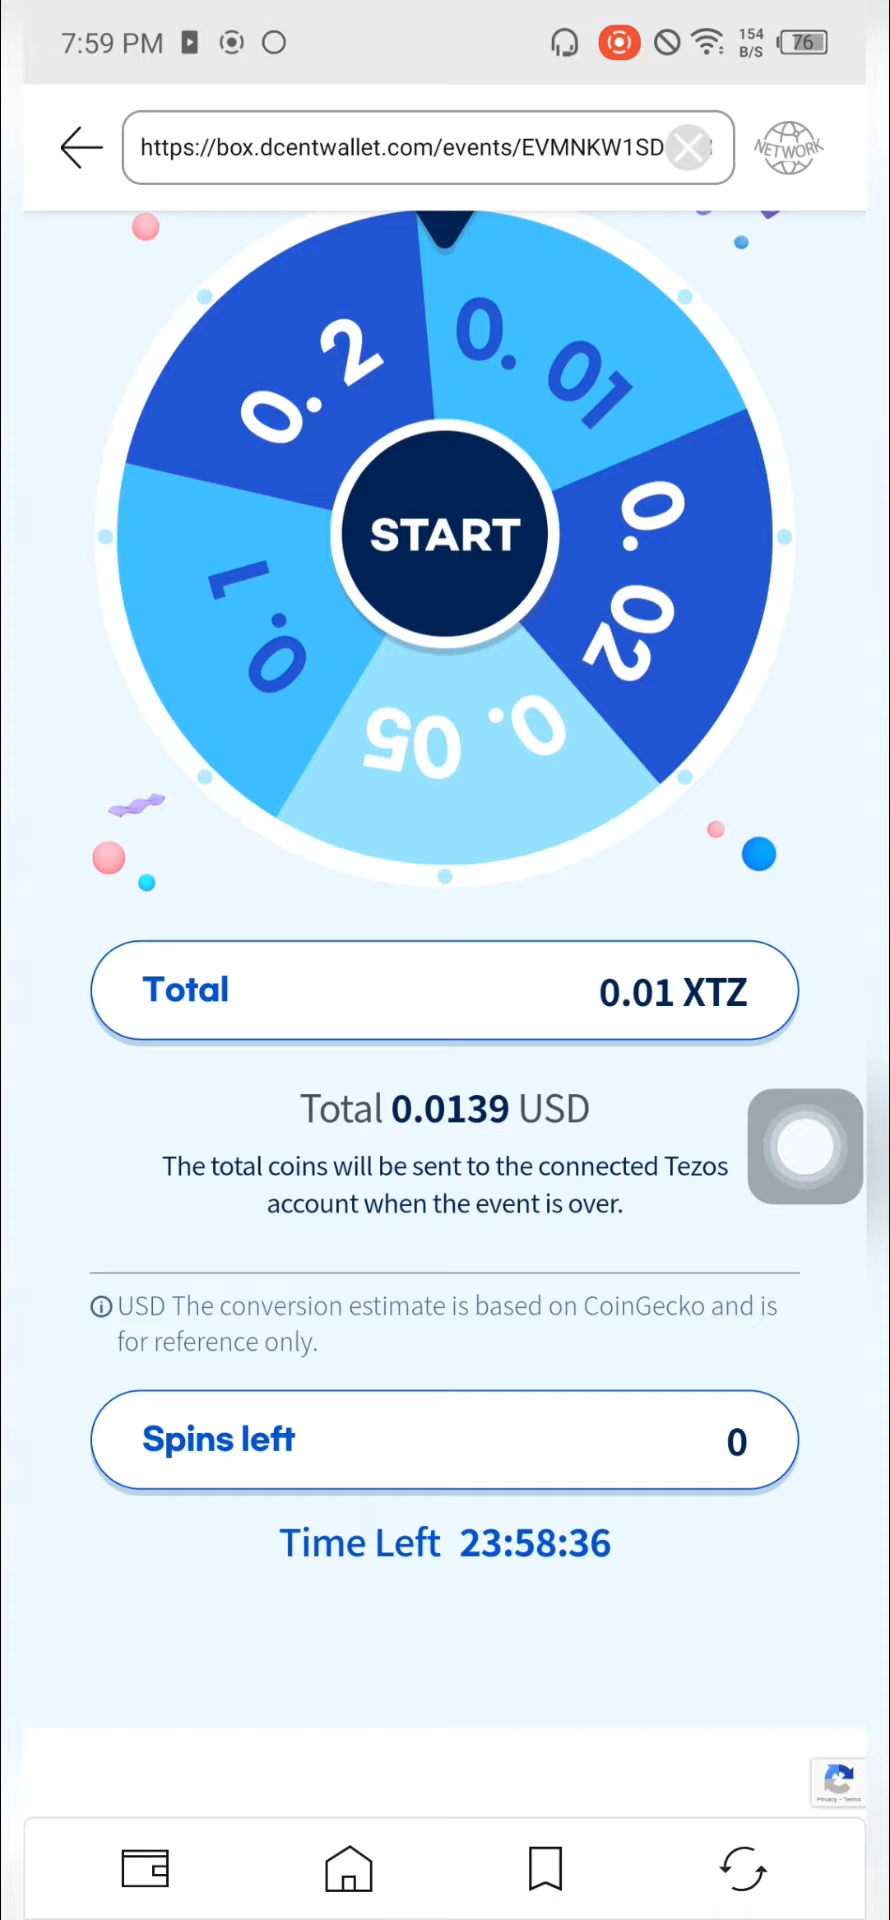 7:59 PM
154
B/S
76
https://box.dcentwallet.com/events/EVMNKW1SD
NETWORK
0.2
0.01
START
0.02
0.1
0.05
Total
0.01 XTZ
Total 0.0139 USD
The total coins will be sent to the connected Tezos
account when the event is over.
USD The conversion estimate is based on CoinGecko and is
for reference only.
Spins left
0
Time Left 23:58:36
Privacy - Terms